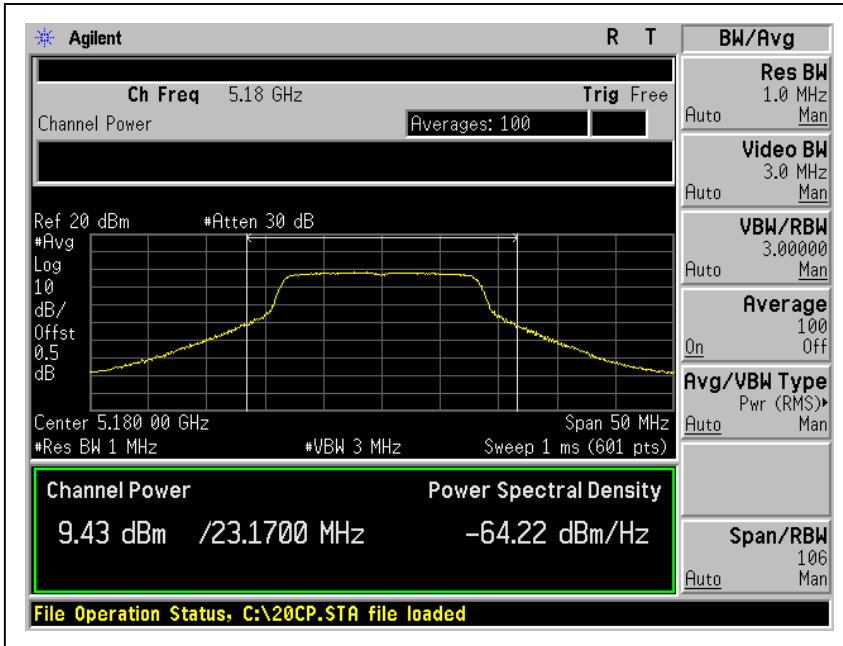 Agilent R T
Ch Freq 5.18 GHz Trig Free
Channel Power Averages: 100
Ref 20 dBm #Atten 30 dB
#Avg
Log
10
dB/
Offst
0.5
dB
Center 5.180 00 GHz Span 50 MHz
#Res BW 1 MHz #VBW 3 MHz Sweep 1 ms (601 pts)
Channel Power Power Spectral Density
9.43 dBm /23.1700 MHz -64.22 dBm/Hz
File Operation Status, C:\20CP.STA file loaded
BW/Avg
Res BW
1.0 MHz
Auto Man
Video BW
3.0 MHz
Auto Man
VBW/RBW
3.00000
Auto Man
Average
100
On Off
Avg/VBW Type
Pwr (RMS)▸
Auto Man
Span/RBW
106
Auto Man